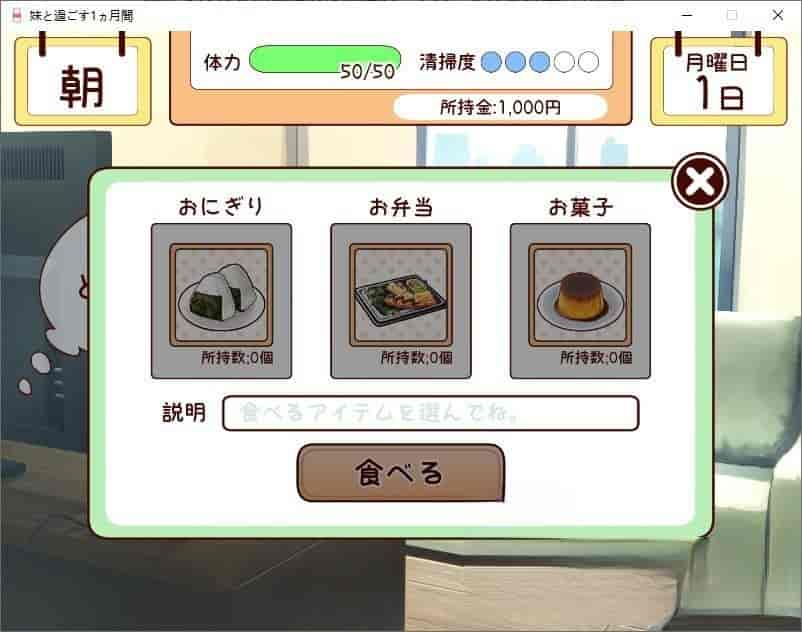 妹と過ごす1ヵ月間
朝
体力
50/50
清掃度
所持金:1,000円
月曜日
1日
おにぎり
お弁当
お菓子
所持数;0個
所持数;0個
所持数;0個
説明
食べるアイテムを選んでね。
食べる